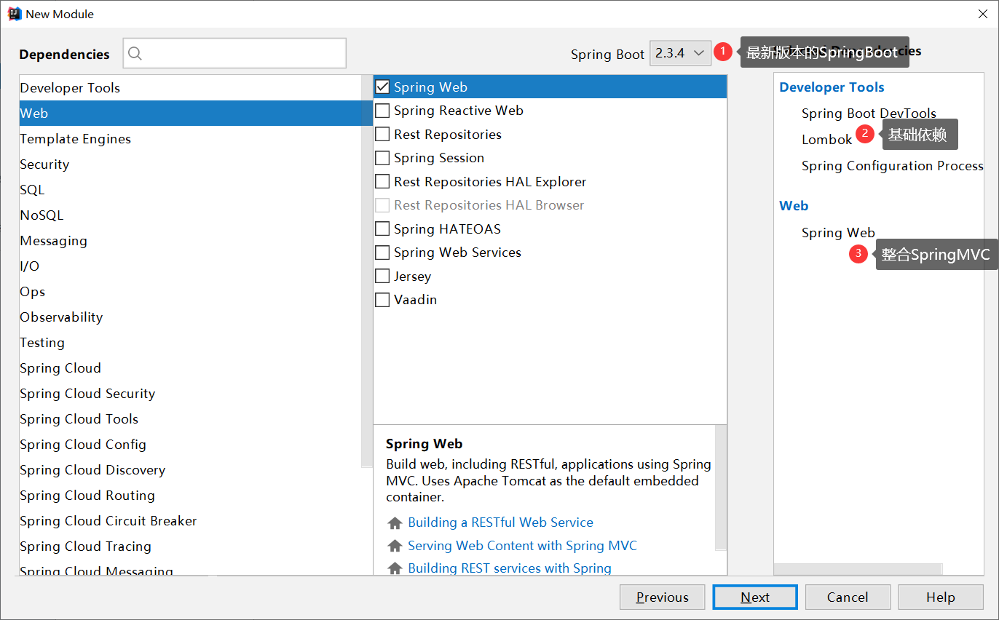 New Module
Dependencies
Spring Boot 2.3.4
1
最新版本的SpringBoot
cies
Developer Tools
Web
Template Engines
Security
SQL
NoSQL
Messaging
I/O
Ops
Observability
Testing
Spring Cloud
Spring Cloud Security
Spring Cloud Tools
Spring Cloud Config
Spring Cloud Discovery
Spring Cloud Routing
Spring Cloud Circuit Breaker
Spring Cloud Tracing
Spring Cloud Messaging
Spring Web
Spring Reactive Web
Rest Repositories
Spring Session
Rest Repositories HAL Explorer
Rest Repositories HAL Browser
Spring HATEOAS
Spring Web Services
Jersey
Vaadin
Spring Web
Build web, including RESTful, applications using Spring
MVC. Uses Apache Tomcat as the default embedded
container.
Building a RESTful Web Service
Serving Web Content with Spring MVC
Building REST services with Spring
Developer Tools
Spring Boot DevTools
Lombok
2
基础依赖
Spring Configuration Process
Web
Spring Web
3
整合SpringMVC
Previous
Next
Cancel
Help